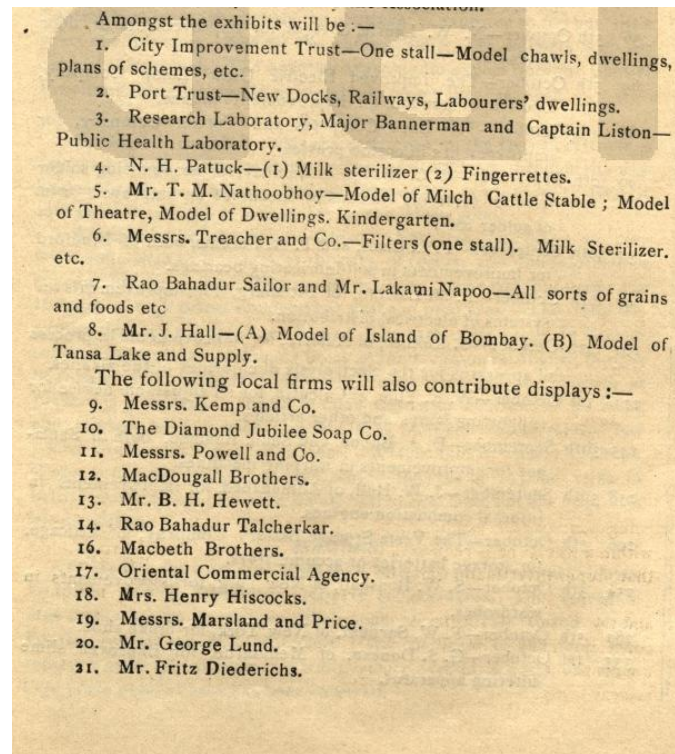 Association.
Amongst the exhibits will be :—
1. City Improvement Trust—One stall—Model chawls, dwellings,
plans of schemes, etc.
2. Port Trust—New Docks, Railways, Labourers' dwellings.
3. Research Laboratory, Major Bannerman and Captain Liston—
Public Health Laboratory.
4. N. H. Patuck—(1) Milk sterilizer (2) Fingerrettes.
5. Mr. T. M. Nathoobhoy—Model of Milch Cattle Stable ; Model
of Theatre, Model of Dwellings. Kindergarten.
6. Messrs. Treacher and Co.—Filters (one stall). Milk Sterilizer.
etc.
7. Rao Bahadur Sailor and Mr. Lakami Napoo—All sorts of grains
and foods etc
8. Mr. J. Hall—(A) Model of Island of Bombay. (B) Model of
Tansa Lake and Supply.
The following local firms will also contribute displays :—
9. Messrs. Kemp and Co.
10. The Diamond Jubilee Soap Co.
11. Messrs. Powell and Co.
12. MacDougall Brothers.
13. Mr. B. H. Hewett.
14. Rao Bahadur Talcherkar.
16. Macbeth Brothers.
17. Oriental Commercial Agency.
18. Mrs. Henry Hiscocks.
19. Messrs. Marsland and Price.
20. Mr. George Lund.
21. Mr. Fritz Diederichs.